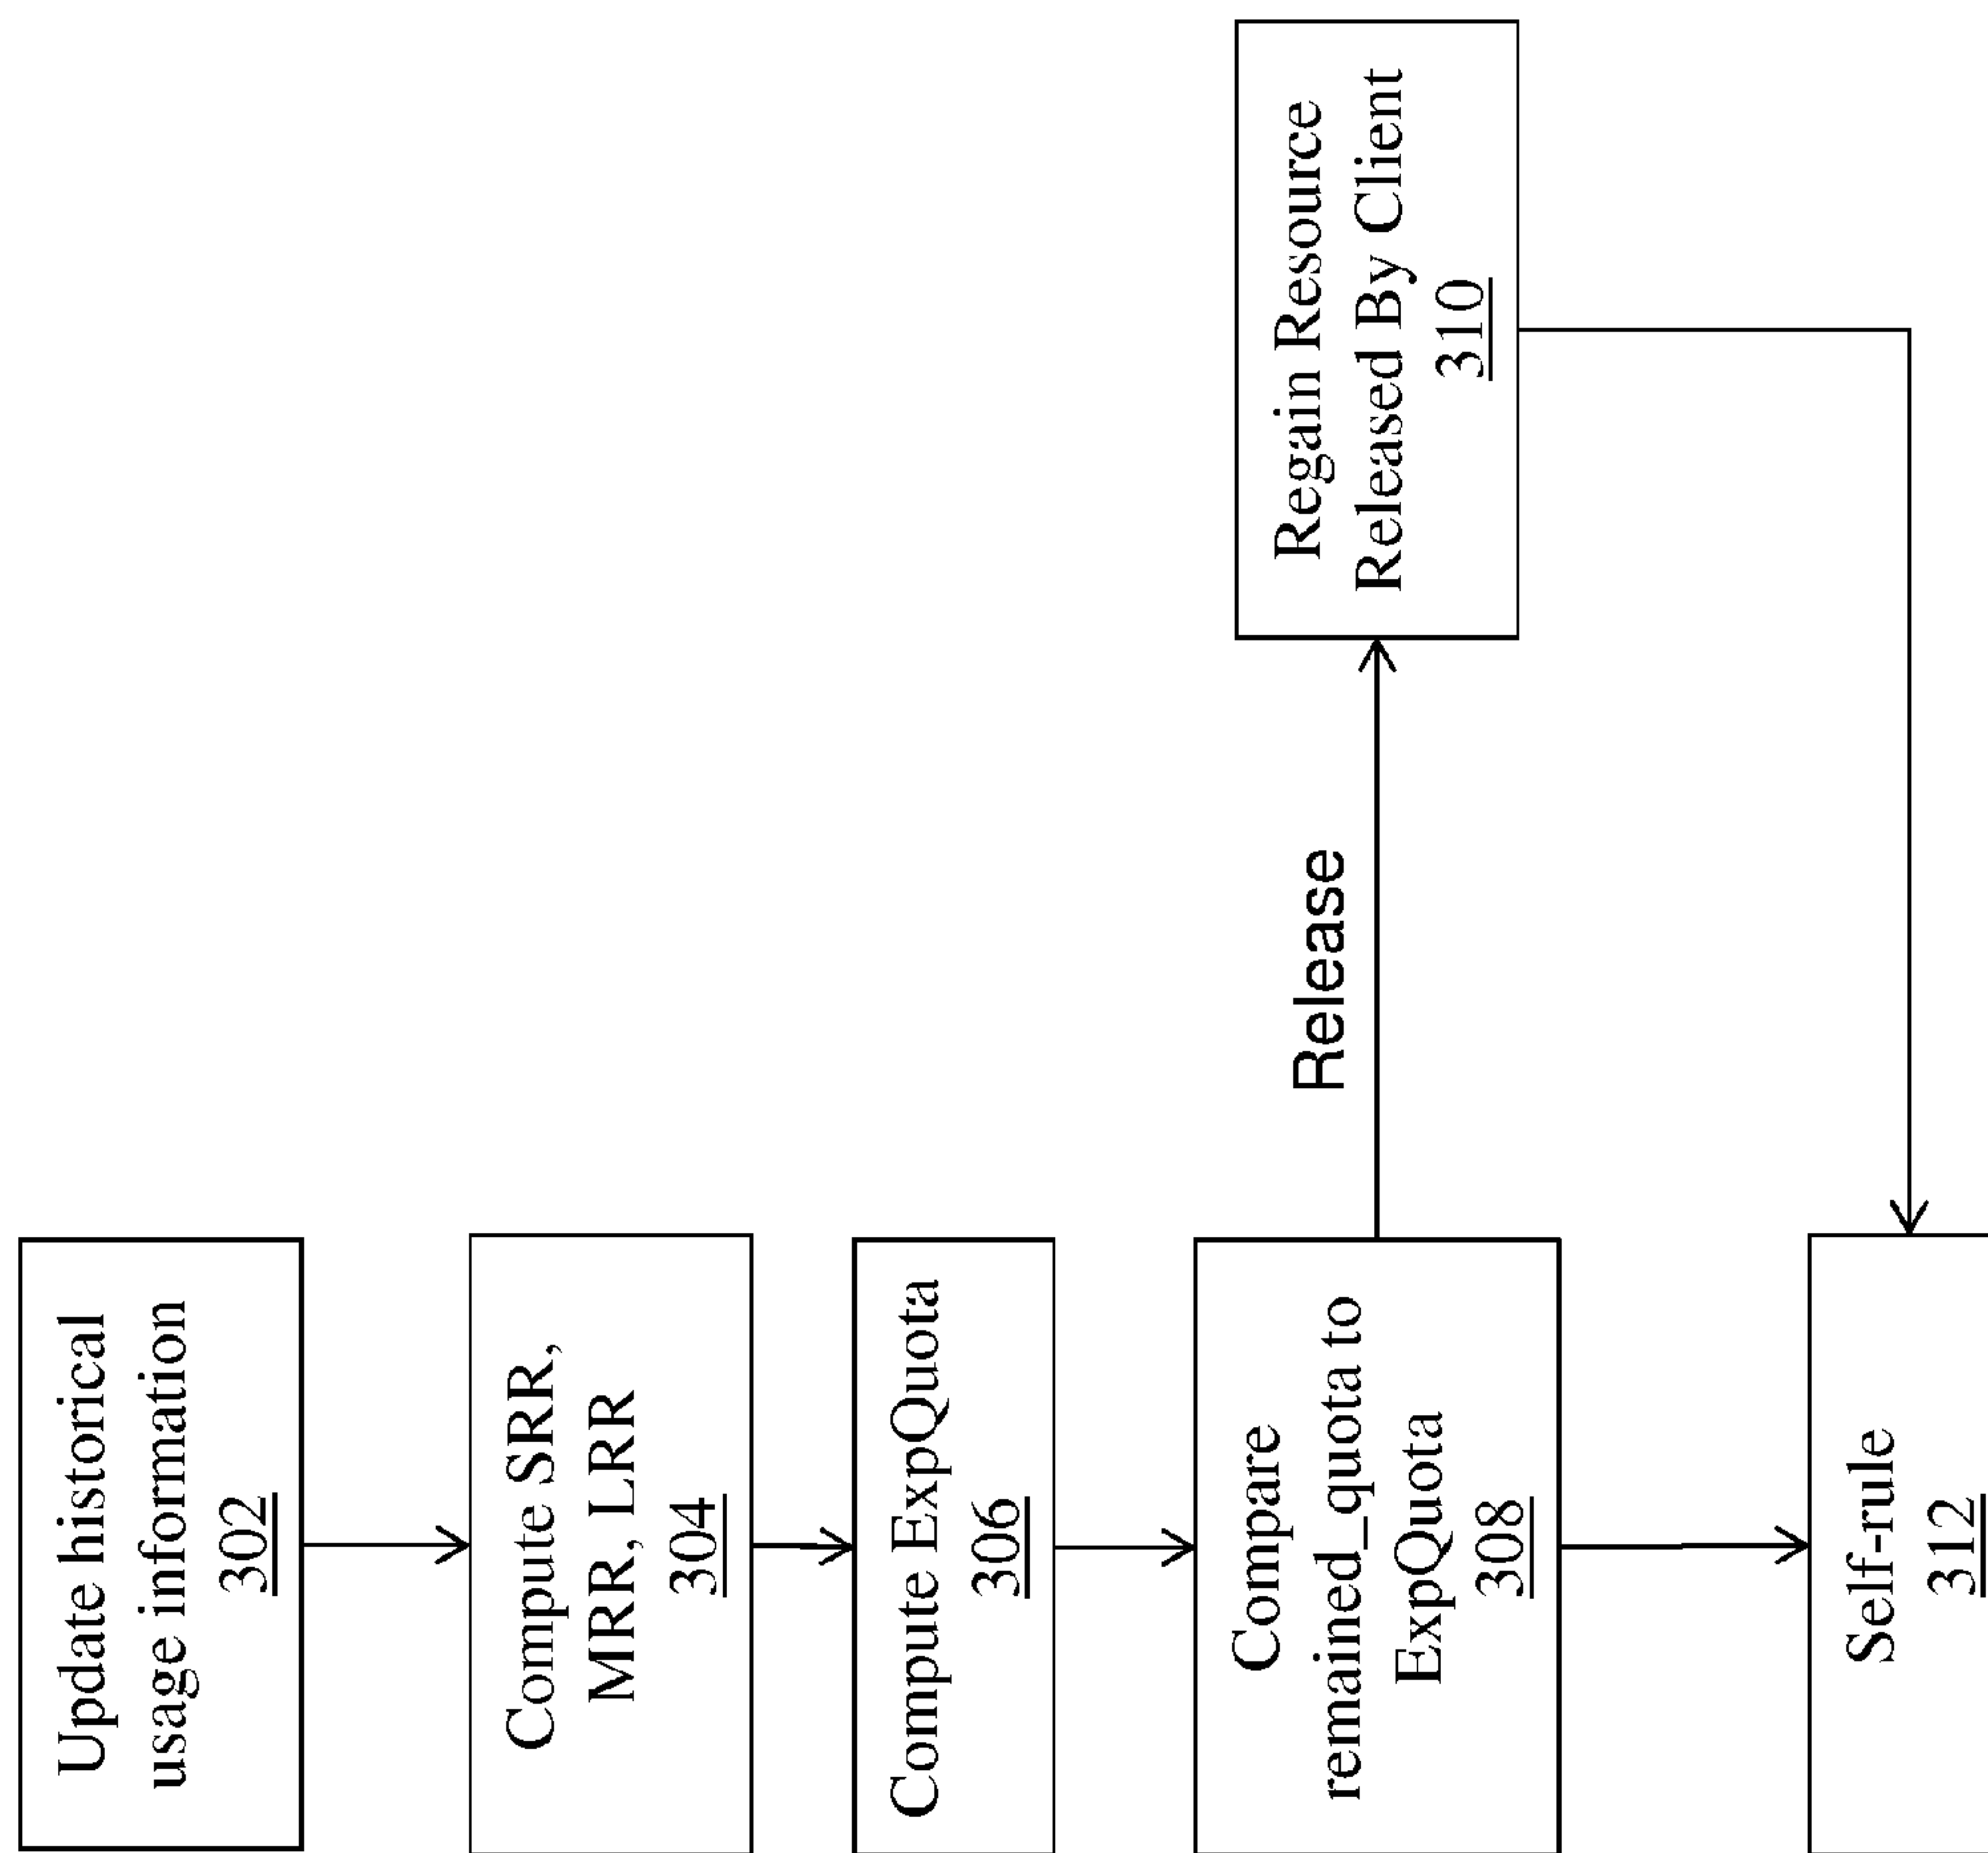 Update historical
usage information
302
Compute SRR,
MRR, LRR
304
Compute ExpQuota
306
Compare
remained_quota to
ExpQuota
308
Release
Regain Resource
Released By Client
310
Self-rule
312